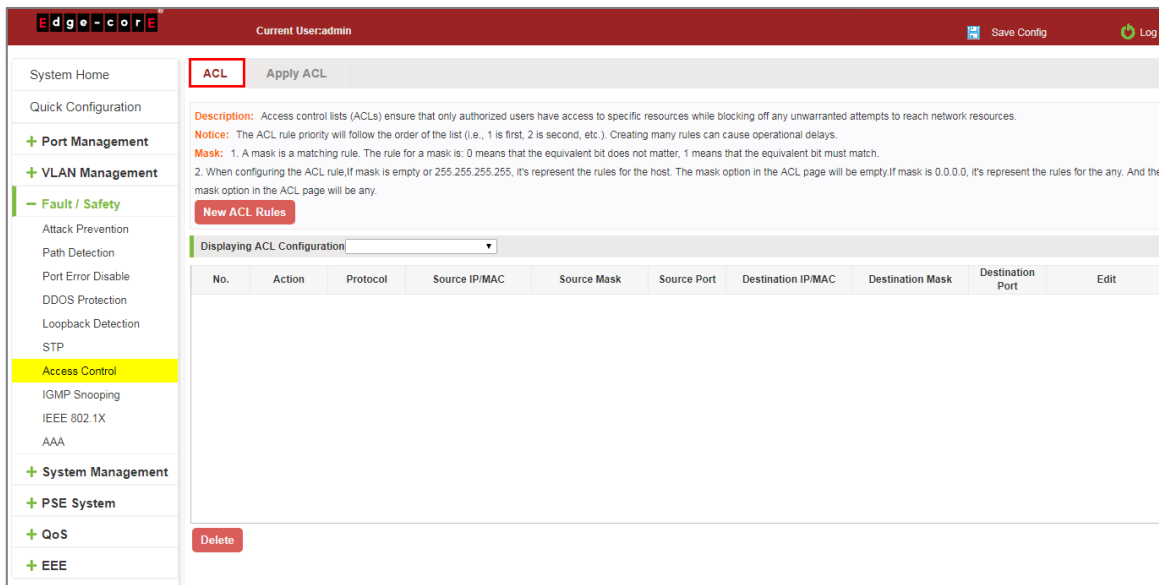 Edge-corE
Current User:admin
Save Config
Log
System Home
Quick Configuration
Port Management
VLAN Management
Fault / Safety
Attack Prevention
Path Detection
Port Error Disable
DDOS Protection
Loopback Detection
STP
Access Control
IGMP Snooping
IEEE 802.1X
AAA
System Management
PSE System
QoS
EEE
ACL
Apply ACL
Description: Access control lists (ACLs) ensure that only authorized users have access to specific resources while blocking off any unwarranted attempts to reach network resources.
Notice: The ACL rule priority will follow the order of the list (i.e., 1 is first, 2 is second, etc.). Creating many rules can cause operational delays.
Mask: 1. A mask is a matching rule. The rule for a mask is: 0 means that the equivalent bit does not matter, 1 means that the equivalent bit must match.
2. When configuring the ACL rule,If mask is empty or 255.255.255.255, it's represent the rules for the host. The mask option in the ACL page will be empty.If mask is 0.0.0.0, it's represent the rules for the any. And the
mask option in the ACL page will be any.
New ACL Rules
Displaying ACL Configuration
No. Action Protocol Source IP/MAC Source Mask Source Port Destination IP/MAC Destination Mask Destination Port Edit
Delete